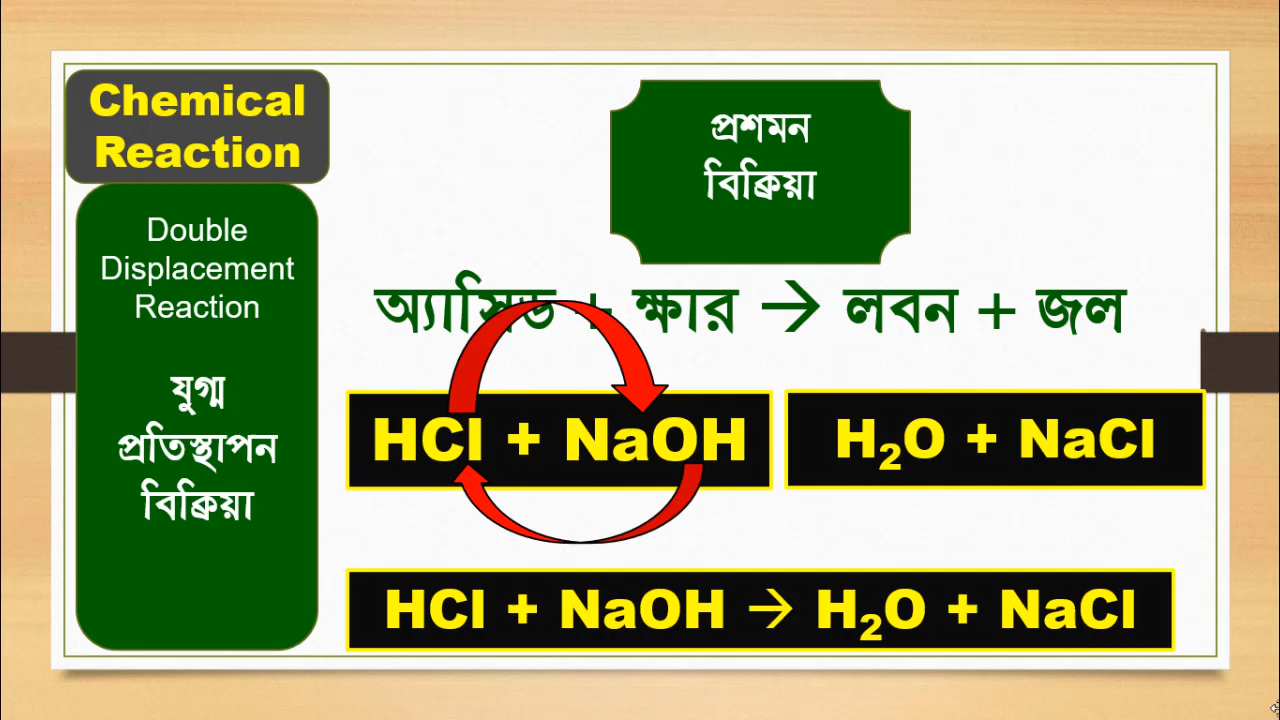 Chemical
Reaction
Double
Displacement
Reaction
যুগ্ম
প্রতিস্থাপন
বিক্রিয়া
প্রশমন
বিক্রিয়া
অ্যাসিড + ক্ষার → লবন + জল
HCl + NaOH
H₂O + NaCl
HCl + NaOH → H₂O + NaCl